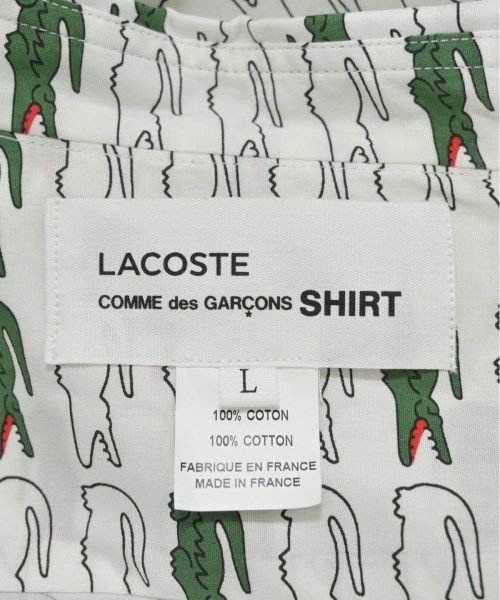 LACOSTE
COMME des GARÇONS SHIRT
L
100% COTON
100% COTTON
FABRIQUE EN FRANCE
MADE IN FRANCE